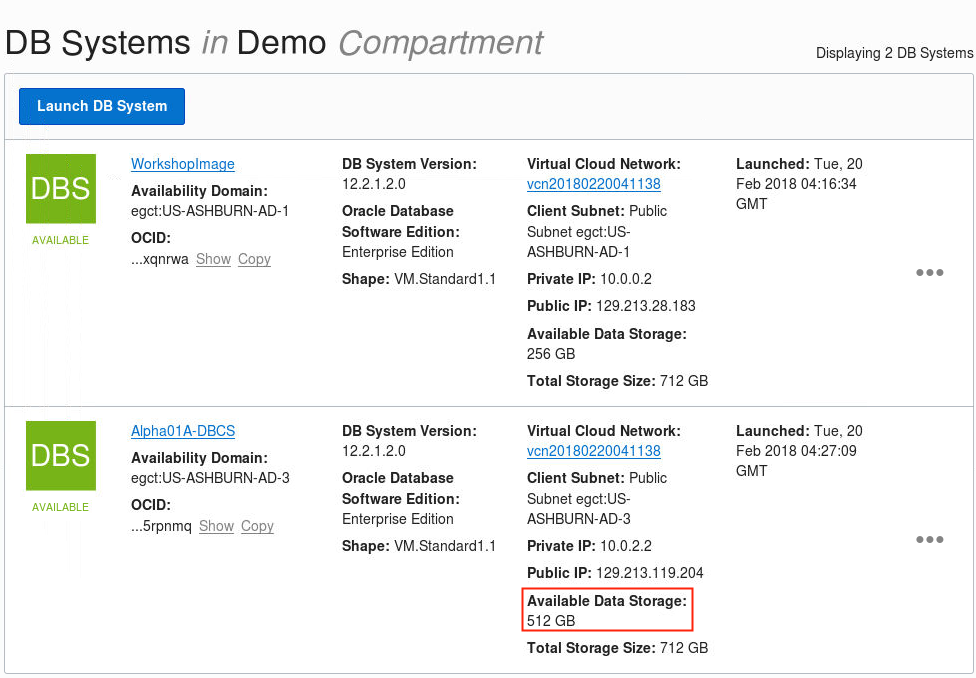 DB Systems in Demo Compartment
Displaying 2 DB Systems
Launch DB System
DBS
AVAILABLE
WorkshopImage
Availability Domain:
egct:US-ASHBURN-AD-1
OCID:
...xqnrwa Show Copy
DB System Version:
12.2.1.2.0
Oracle Database
Software Edition:
Enterprise Edition
Shape: VM.Standard1.1
Virtual Cloud Network:
vcn20180220041138
Client Subnet: Public
Subnet egct:US-
ASHBURN-AD-1
Private IP: 10.0.0.2
Public IP: 129.213.28.183
Available Data Storage:
256 GB
Total Storage Size: 712 GB
Launched: Tue, 20
Feb 2018 04:16:34
GMT
DBS
AVAILABLE
Alpha01A-DBCS
Availability Domain:
egct:US-ASHBURN-AD-3
OCID:
...5rpnmq Show Copy
DB System Version:
12.2.1.2.0
Oracle Database
Software Edition:
Enterprise Edition
Shape: VM.Standard1.1
Virtual Cloud Network:
vcn20180220041138
Client Subnet: Public
Subnet egct:US-
ASHBURN-AD-3
Private IP: 10.0.2.2
Public IP: 129.213.119.204
Available Data Storage:
512 GB
Total Storage Size: 712 GB
Launched: Tue, 20
Feb 2018 04:27:09
GMT